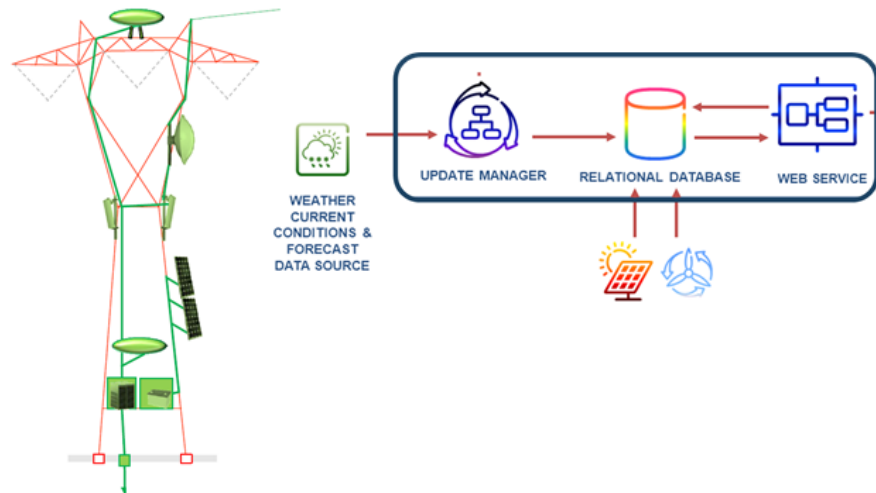 WEATHER
CURRENT
CONDITIONS &
FORECAST
DATA SOURCE
UPDATE MANAGER
RELATIONAL DATABASE
WEB SERVICE